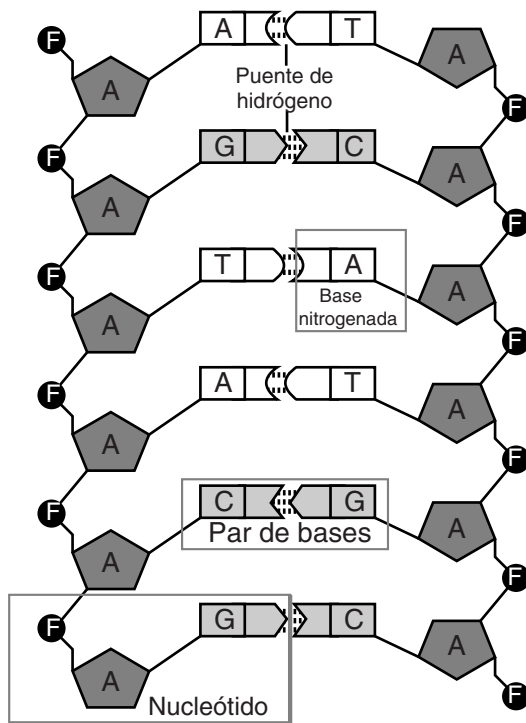 A T
F A A
Puente de
hidrógeno
F
F G C
A A
F
F T A
Base
nitrogenada
A A
F
F A T
A A
F
F C G
Par de bases
A A
F
F G C
A A
Nucleótido
F